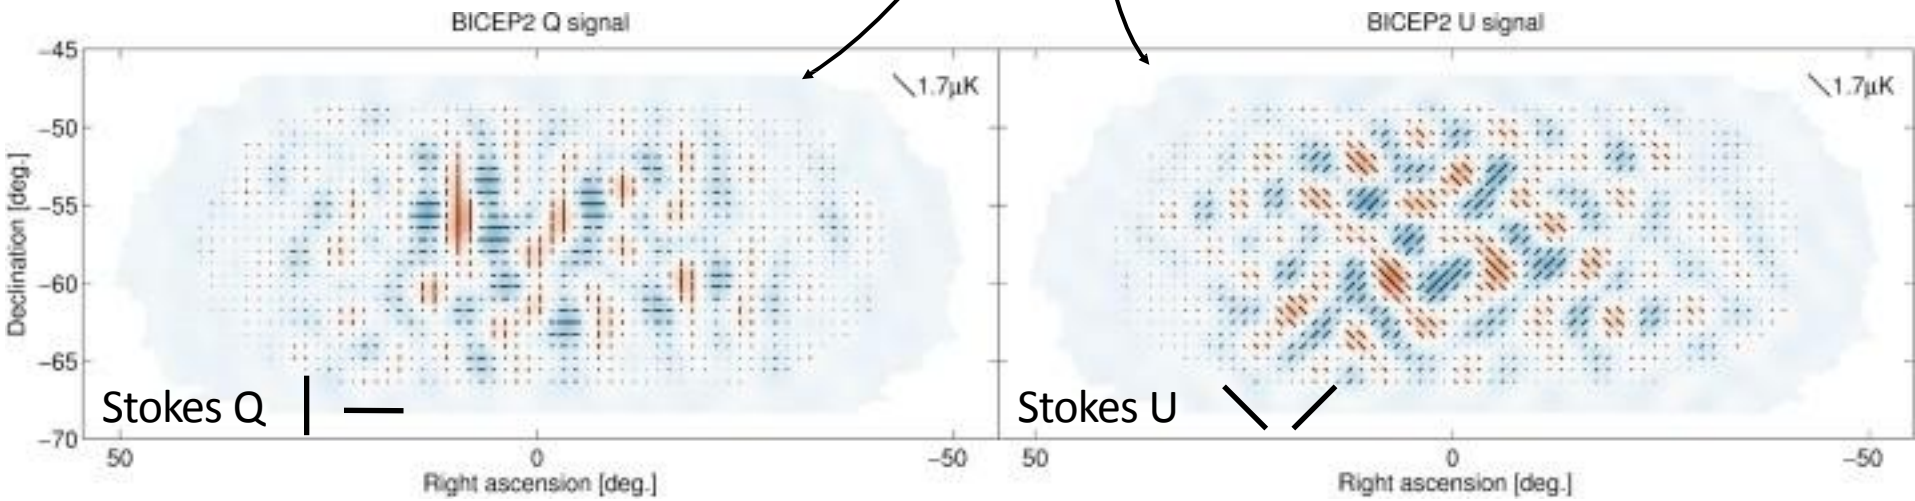 BICEP2 Q signal
BICEP2 U signal
−45
−50
−55
−60
−65
−70
Declination [deg.]
1.7μK
1.7μK
Stokes Q
Stokes U
50
0
−50
50
0
−50
Right ascension [deg.]
Right ascension [deg.]